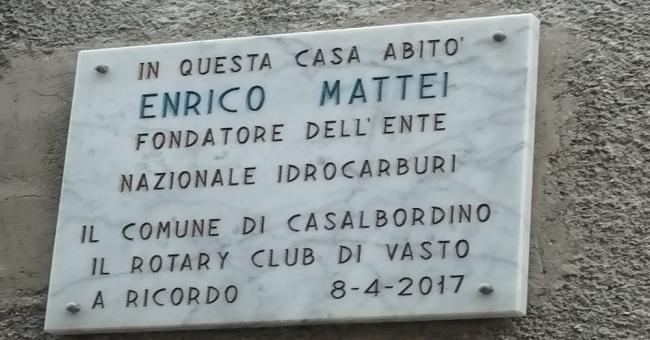 IN QUESTA CASA ABITO'
ENRICO MATTEI
FONDATORE DELL'ENTE
NAZIONALE IDROCARBURI
IL COMUNE DI CASALBORDINO
IL ROTARY CLUB DI VASTO
A RICORDO 8-4-2017